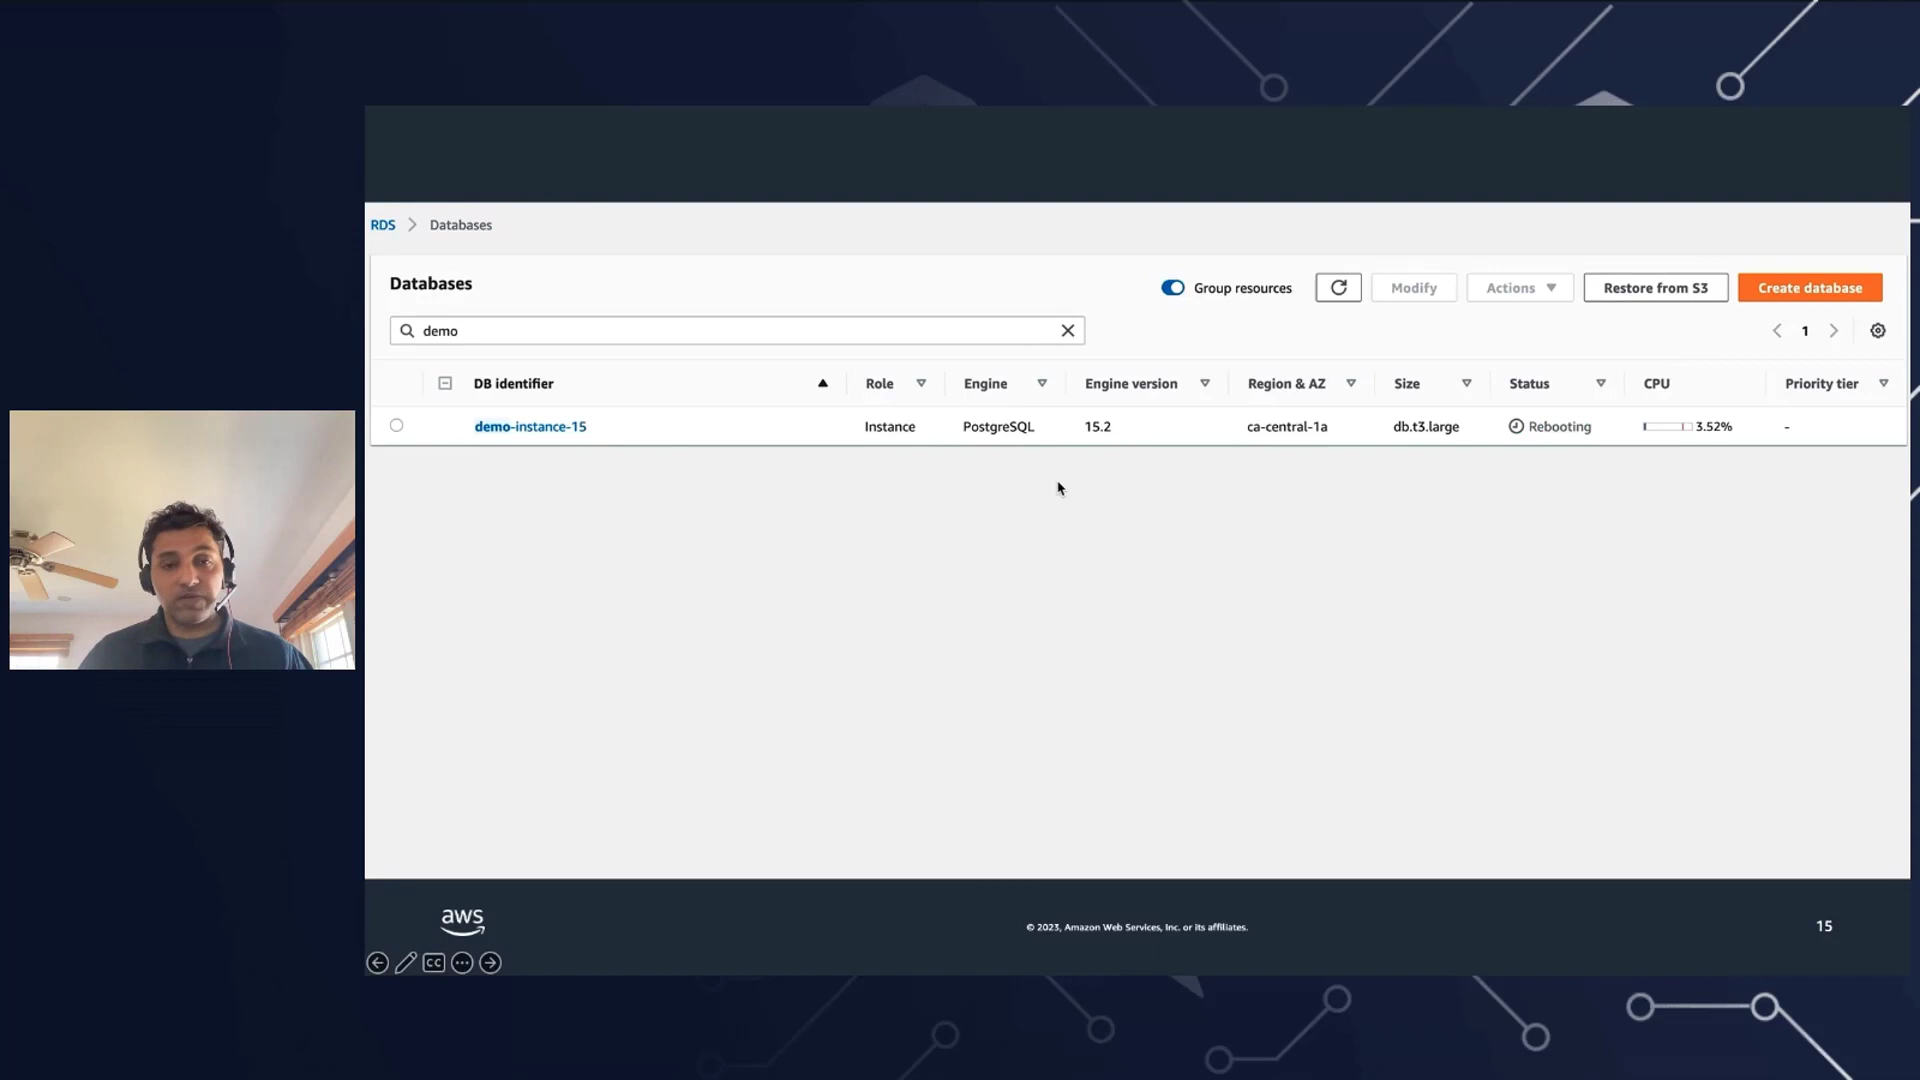 RDS > Databases
Databases
Group resources
Modify
Actions
Restore from S3
Create database
demo
1
DB identifier
Role
Engine
Engine version
Region & AZ
Size
Status
CPU
Priority tier
demo-instance-15
Instance
PostgreSQL
15.2
ca-central-1a
db.t3.large
Rebooting
3.52%
-
aws
© 2023, Amazon Web Services, Inc. or its affiliates.
15
CC